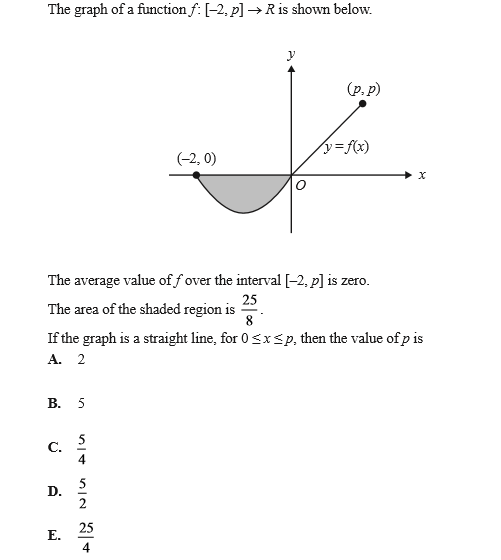 The graph of a function f: [–2, p] → R is shown below.
y
(p, p)
y = f(x)
(–2, 0)
x
O
The average value of f over the interval [–2, p] is zero.
The area of the shaded region is 25/8.
If the graph is a straight line, for 0 ≤ x ≤ p, then the value of p is
A. 2
B. 5
C. 5/4
D. 5/2
E. 25/4